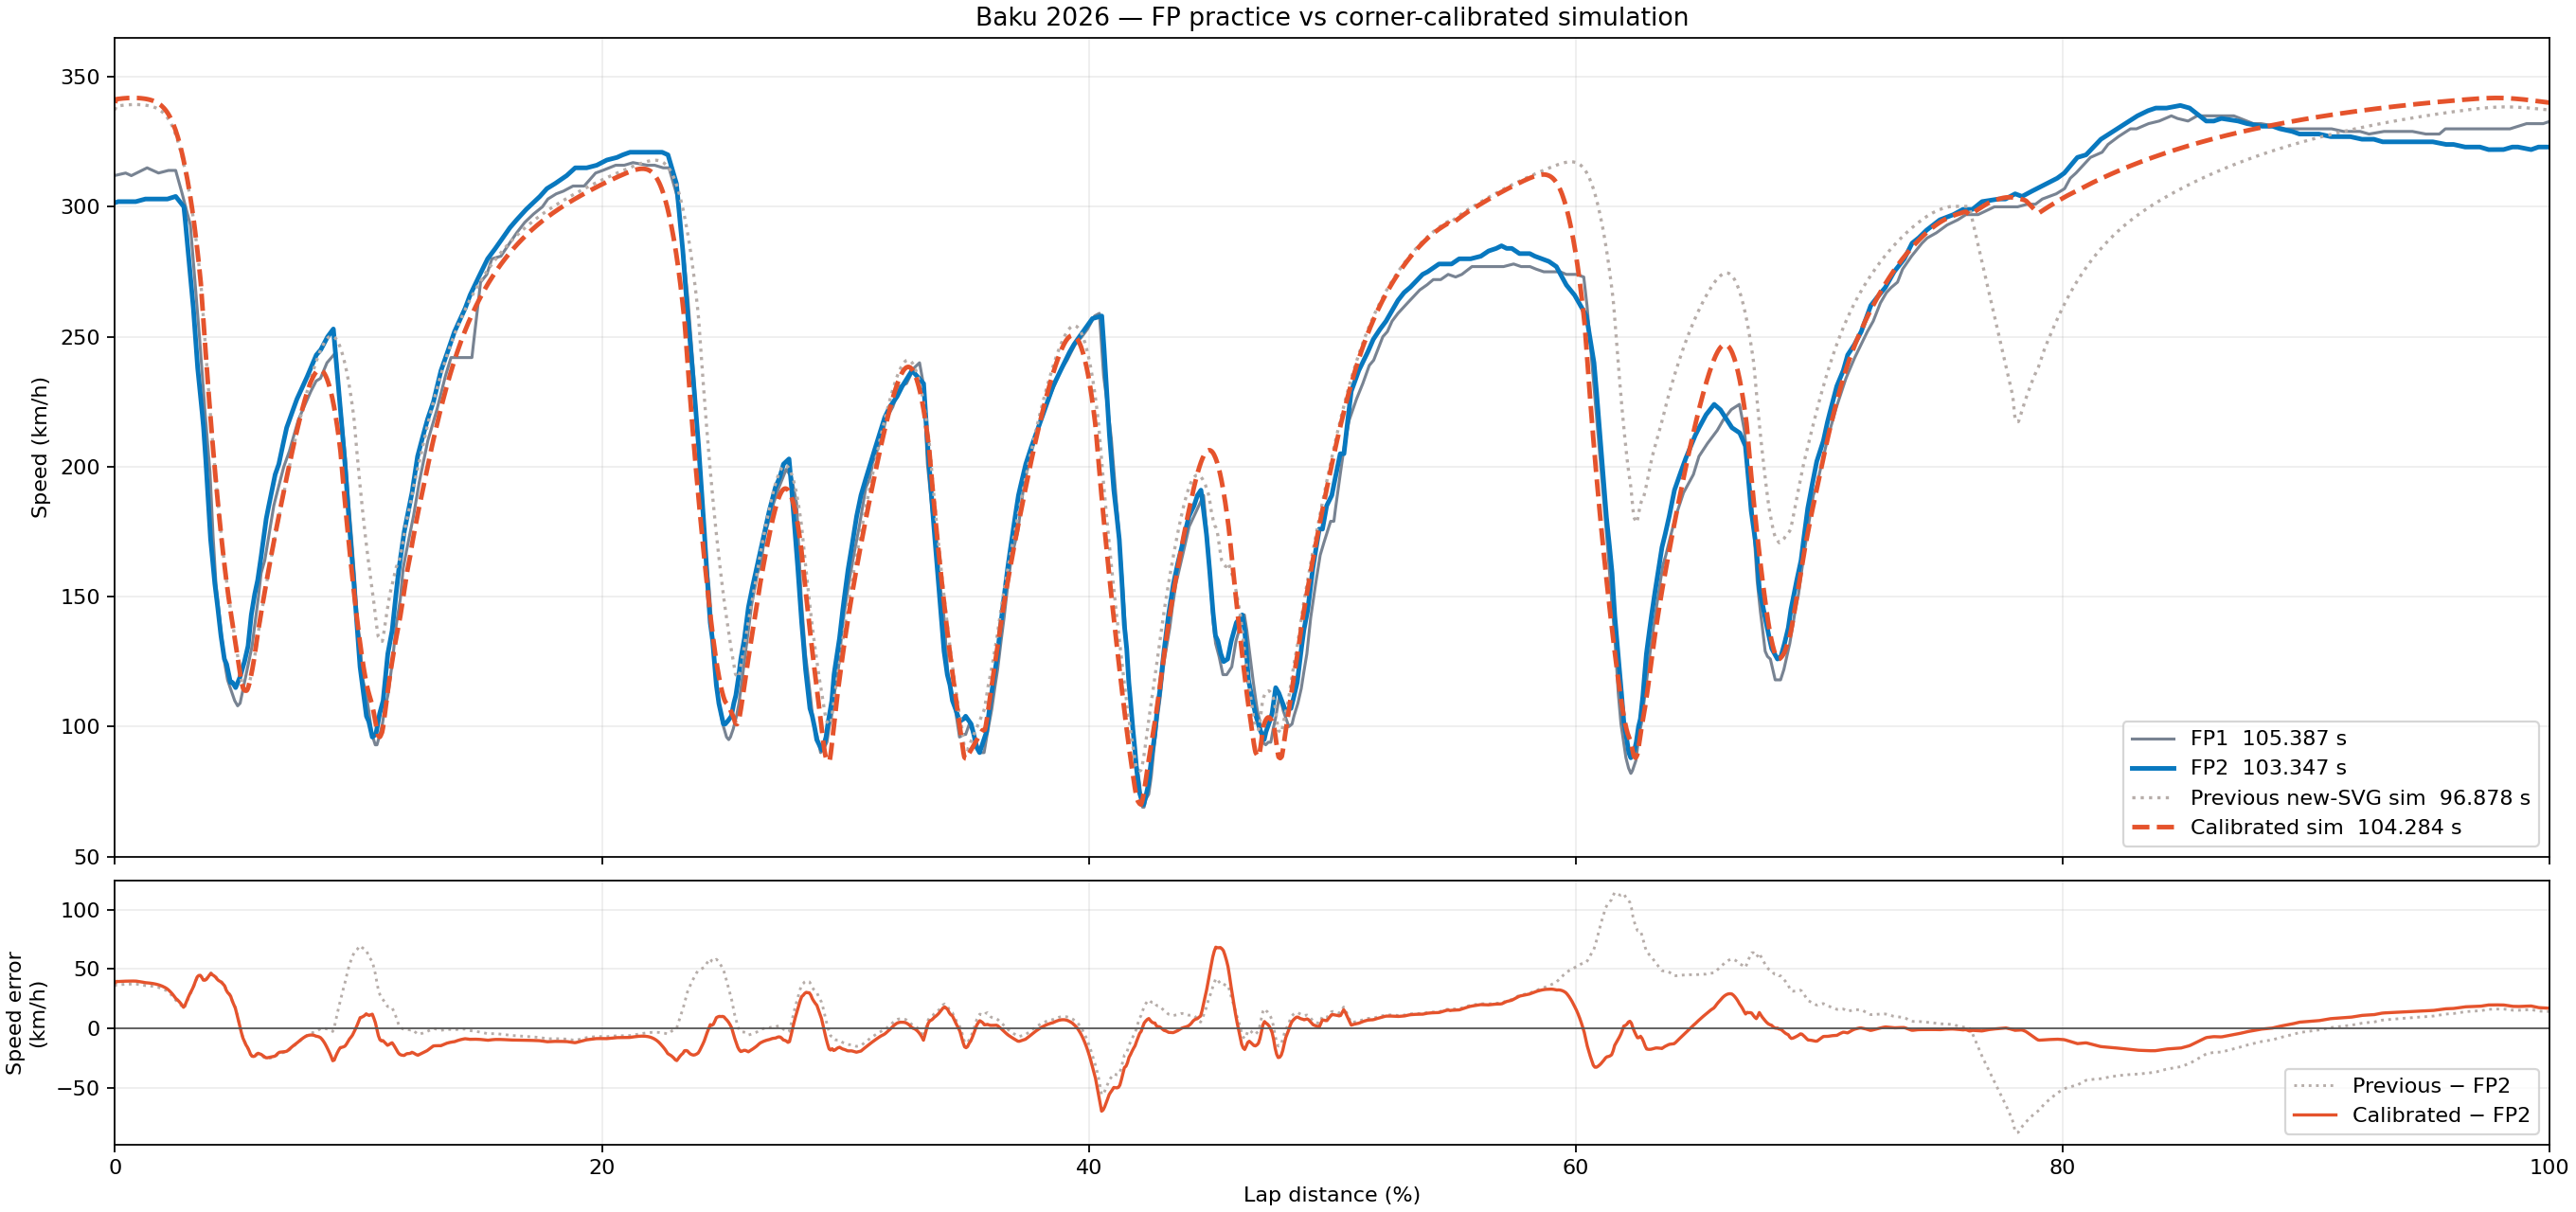 Baku 2026 — FP practice vs corner-calibrated simulation
350
300
250
200
150
100
50
Speed (km/h)
FP1 105.387 s
FP2 103.347 s
Previous new-SVG sim 96.878 s
Calibrated sim 104.284 s
100
50
0
−50
Speed error
(km/h)
Previous − FP2
Calibrated − FP2
0 20 40 60 80 100
Lap distance (%)